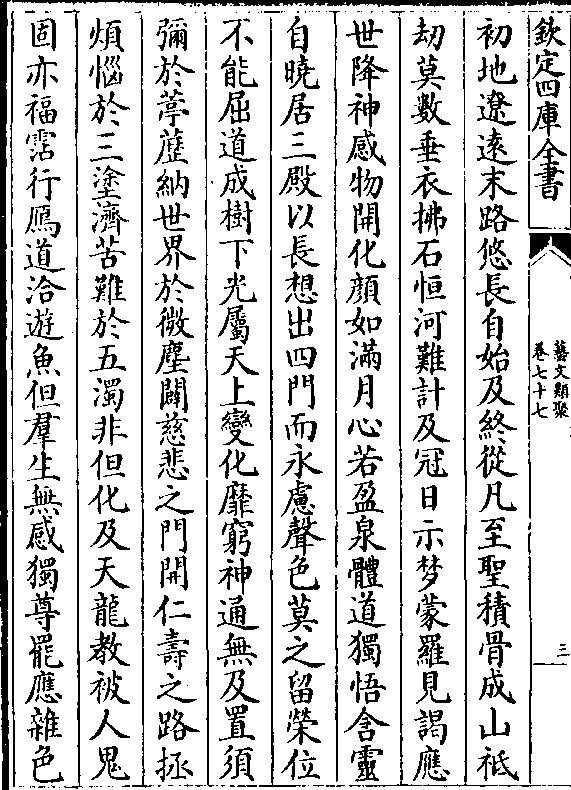 欽定四庫全書
藝文類聚
卷七十七
三
初地遼遠末路悠長自始及終從凡至聖積骨成山祗
劫莫數垂衣拂石恒河難計及冠日示梦蒙羅見謁應
世降神感物開化顔如滿月心若盈泉體道獨悟含靈
自曉居三殿以長想出四門而永慮聲色莫之留榮位
不能屈道成樹下光屬天上變化靡窮神通無及置須
彌於葶藶納世界於微塵闢慈悲之門開仁壽之路拯
煩惱於三塗濟苦難於五濁非但化及天龍教被人鬼
固亦福霑行鴈道洽遊魚但羣生無感獨尊罷應雜色